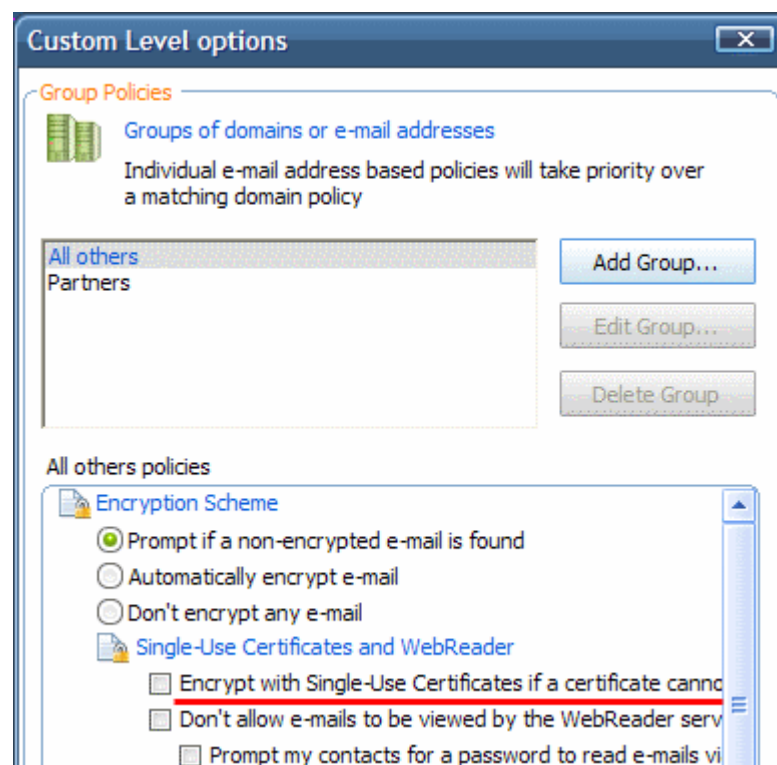 Custom Level options
Group Policies
Groups of domains or e-mail addresses
Individual e-mail address based policies will take priority over
a matching domain policy
All others
Partners
Add Group...
Edit Group...
Delete Group
All others policies
Encryption Scheme
Prompt if a non-encrypted e-mail is found
Automatically encrypt e-mail
Don't encrypt any e-mail
Single-Use Certificates and WebReader
Encrypt with Single-Use Certificates if a certificate canno
Don't allow e-mails to be viewed by the WebReader serv
Prompt my contacts for a password to read e-mails vi